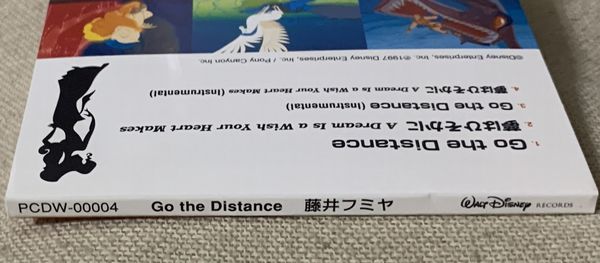 1. Go the Distance
2. 夢はひそかに A Dream Is a Wish Your Heart Makes
3. Go the Distance (Instrumental)
4. 夢はひそかに A Dream Is a Wish Your Heart Makes (Instrumental)
©Disney Enterprises, Inc. ℗1997 Disney Enterprises, Inc. / Pony Canyon Inc.
PCDW-00004 Go the Distance 藤井フミヤ WALT DISNEY RECORDS